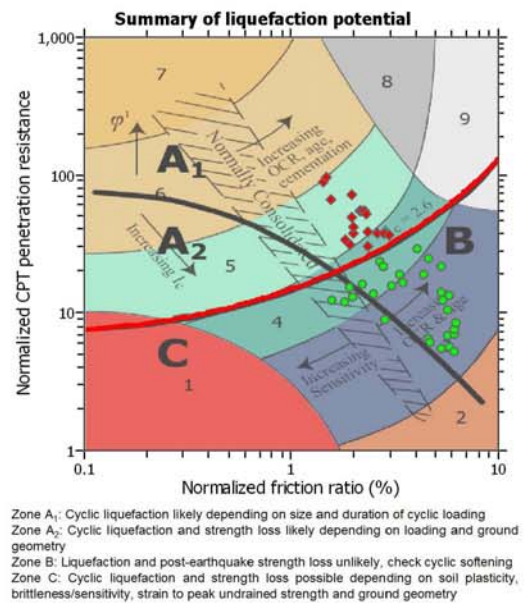 Summary of liquefaction potential
Normalized CPT penetration resistance
1,000
100
10
1
7
8
9
φ'
A1
6
A2
5
4
B
C
1
2
Normally Consolidated
Increasing
OCR, age,
cementation
Increasing Ic
Ic = 2.6
Increasing
OCR & age
Increasing
Sensitivity
0.1
1
10
Normalized friction ratio (%)
Zone A1: Cyclic liquefaction likely depending on size and duration of cyclic loading
Zone A2: Cyclic liquefaction and strength loss likely depending on loading and ground
geometry
Zone B: Liquefaction and post-earthquake strength loss unlikely, check cyclic softening
Zone C: Cyclic liquefaction and strength loss possible depending on soil plasticity,
brittleness/sensitivity, strain to peak undrained strength and ground geometry